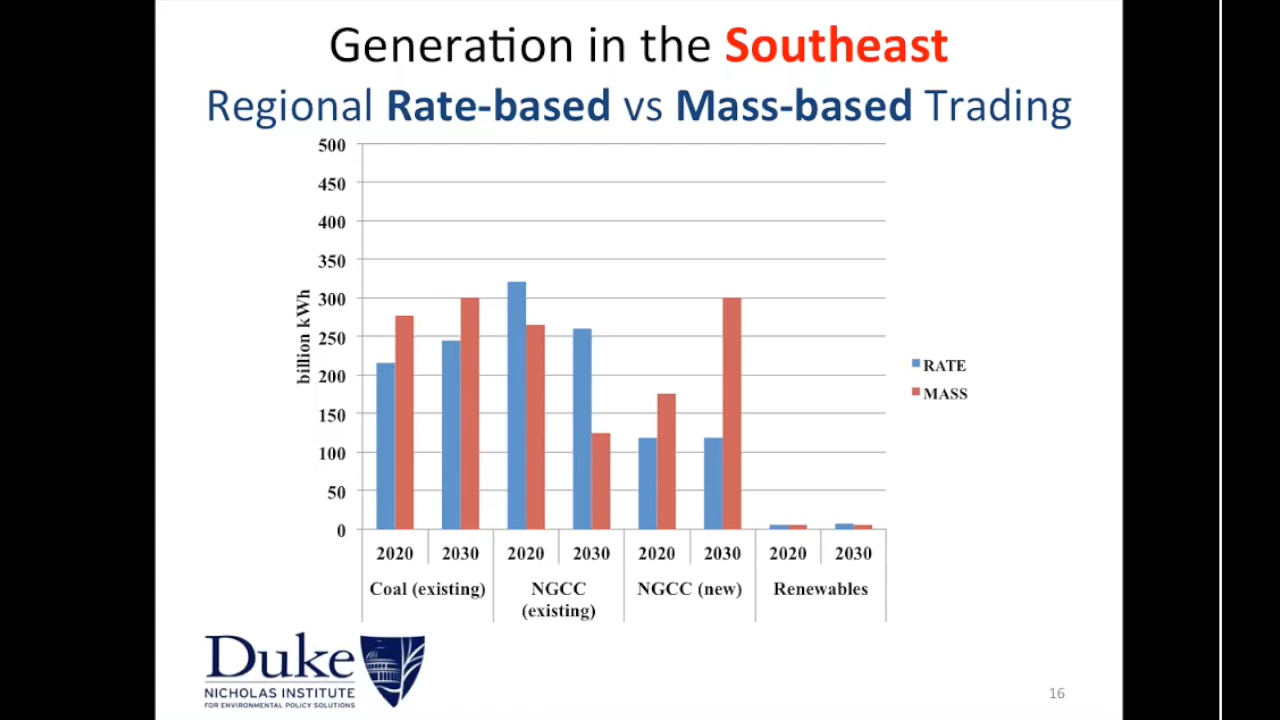 Generation in the Southeast
Regional Rate-based vs Mass-based Trading
500
450
400
350
300
250
200
150
100
50
0
billion kWh
2020 2030 2020 2030 2020 2030 2020 2030
Coal (existing) NGCC (existing) NGCC (new) Renewables
RATE
MASS
Duke
NICHOLAS INSTITUTE
FOR ENVIRONMENTAL POLICY SOLUTIONS
16